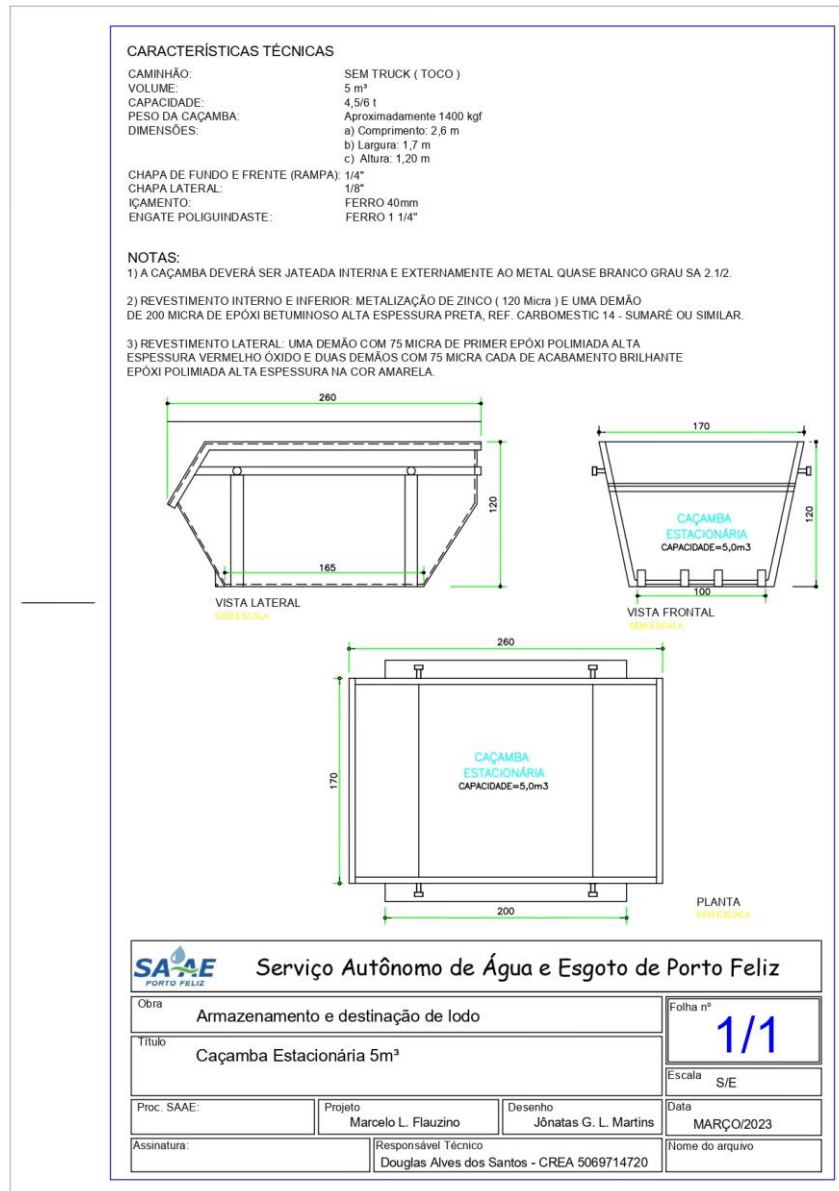 CARACTERÍSTICAS TÉCNICAS
CAMINHÃO: SEM TRUCK ( TOCO )
VOLUME: 5 m³
CAPACIDADE: 4,5/6 t
PESO DA CAÇAMBA: Aproximadamente 1400 kgf
DIMENSÕES: a) Comprimento: 2,6 m
b) Largura: 1,7 m
c) Altura: 1,20 m
CHAPA DE FUNDO E FRENTE (RAMPA): 1/4"
CHAPA LATERAL: 1/8"
IÇAMENTO: FERRO 40mm
ENGATE POLIGUINDASTE: FERRO 1 1/4"
NOTAS:
1) A CAÇAMBA DEVERÁ SER JATEADA INTERNA E EXTERNAMENTE AO METAL QUASE BRANCO GRAU SA 2.1/2.
2) REVESTIMENTO INTERNO E INFERIOR: METALIZAÇÃO DE ZINCO ( 120 Micra ) E UMA DEMÃO
DE 200 MICRA DE EPÓXI BETUMINOSO ALTA ESPESSURA PRETA, REF. CARBOMESTIC 14 - SUMARÉ OU SIMILAR.
3) REVESTIMENTO LATERAL: UMA DEMÃO COM 75 MICRA DE PRIMER EPÓXI POLIMIADA ALTA
ESPESSURA VERMELHO ÓXIDO E DUAS DEMÃOS COM 75 MICRA CADA DE ACABAMENTO BRILHANTE
EPÓXI POLIMIADA ALTA ESPESSURA NA COR AMARELA.
260
120
165
VISTA LATERAL
SEM ESCALA
170
120
CAÇAMBA
ESTACIONÁRIA
CAPACIDADE=5,0m3
100
VISTA FRONTAL
SEM ESCALA
260
170
CAÇAMBA
ESTACIONÁRIA
CAPACIDADE=5,0m3
200
PLANTA
SEM ESCALA
SAAE
PORTO FELIZ
Serviço Autônomo de Água e Esgoto de Porto Feliz
Obra
Armazenamento e destinação de lodo
Folha nº
1/1
Título
Caçamba Estacionária 5m³
Escala
S/E
Proc. SAAE:
Projeto
Marcelo L. Flauzino
Desenho
Jônatas G. L. Martins
Data
MARÇO/2023
Assinatura:
Responsável Técnico
Douglas Alves dos Santos - CREA 5069714720
Nome do arquivo